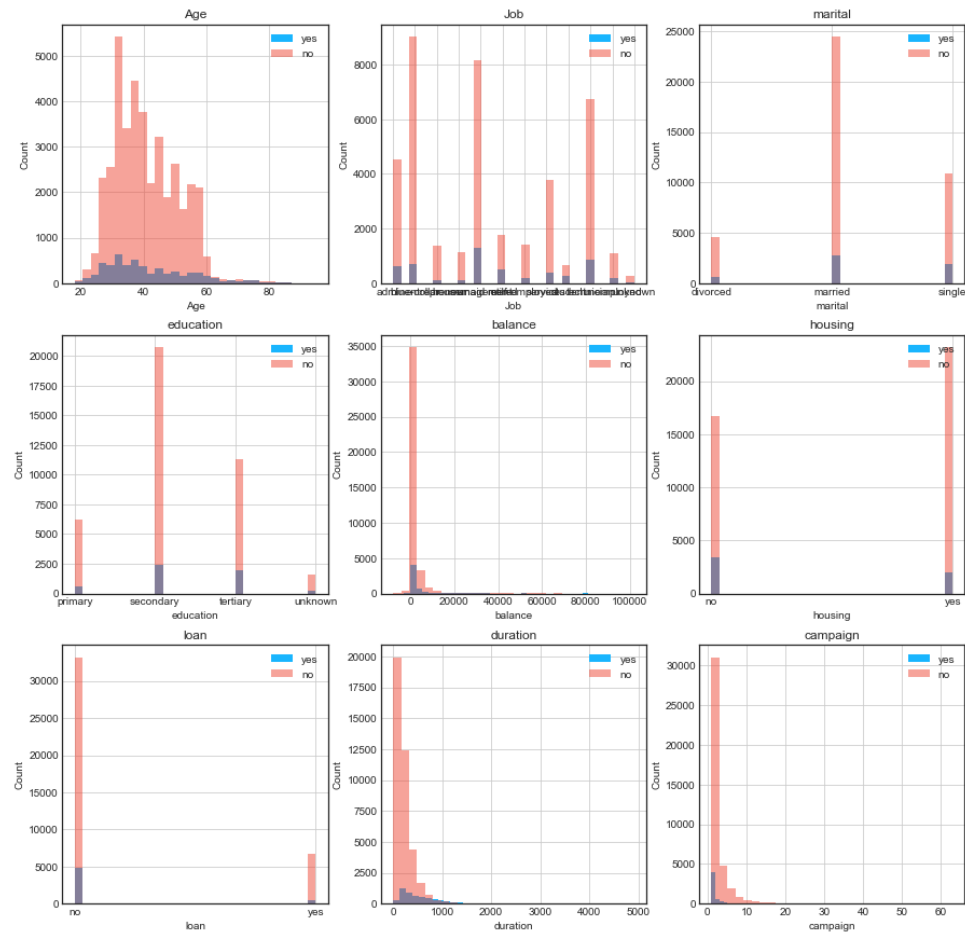 Age
Count
5000
4000
3000
2000
1000
0
yes
no
20 40 60 80
Age
Job
Count
8000
6000
4000
2000
0
yes
no
unknown
Job
marital
Count
25000
20000
15000
10000
5000
0
yes
no
divorced married single
marital
education
Count
20000
17500
15000
12500
10000
7500
5000
2500
0
yes
no
primary secondary tertiary unknown
education
balance
Count
35000
30000
25000
20000
15000
10000
5000
0
yes
no
0 20000 40000 60000 80000 100000
balance
housing
Count
20000
15000
10000
5000
0
yes
no
no yes
housing
loan
Count
30000
25000
20000
15000
10000
5000
0
yes
no
no yes
loan
duration
Count
20000
17500
15000
12500
10000
7500
5000
2500
0
yes
no
0 1000 2000 3000 4000 5000
duration
campaign
Count
30000
25000
20000
15000
10000
5000
0
yes
no
0 10 20 30 40 50 60
campaign